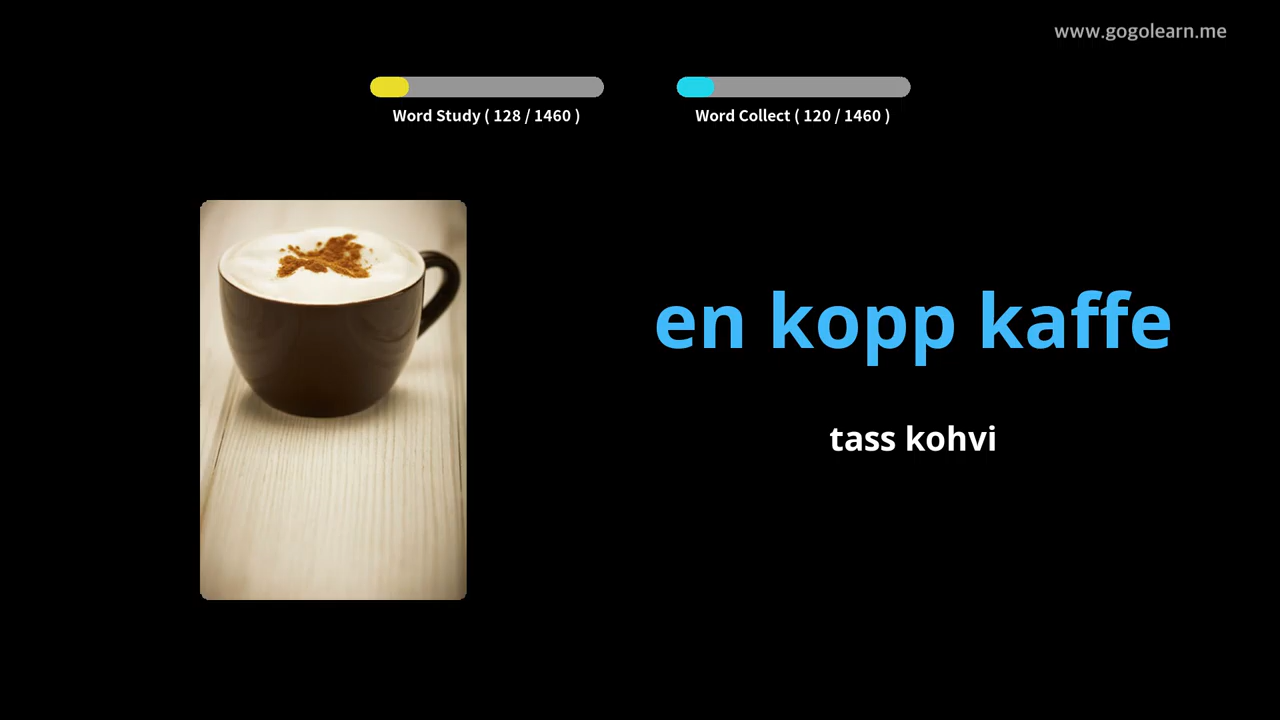 www.gogolearn.me
Word Study ( 128 / 1460 )
Word Collect ( 120 / 1460 )
en kopp kaffe
tass kohvi